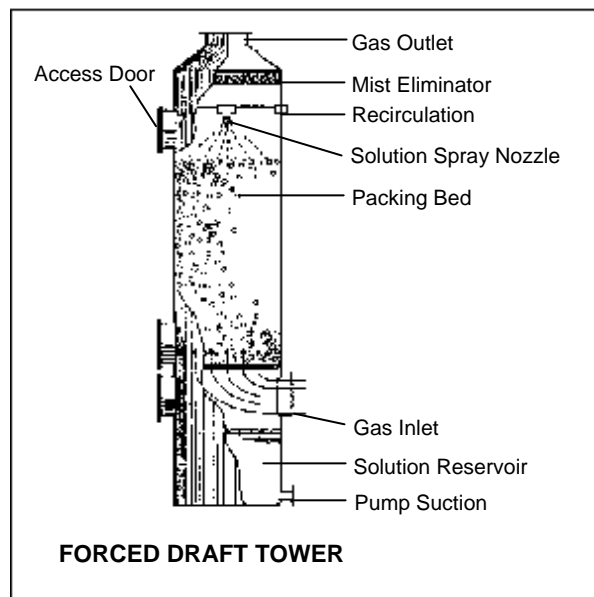 Gas Outlet
Access Door
Mist Eliminator
Recirculation
Solution Spray Nozzle
Packing Bed
Gas Inlet
Solution Reservoir
Pump Suction
FORCED DRAFT TOWER